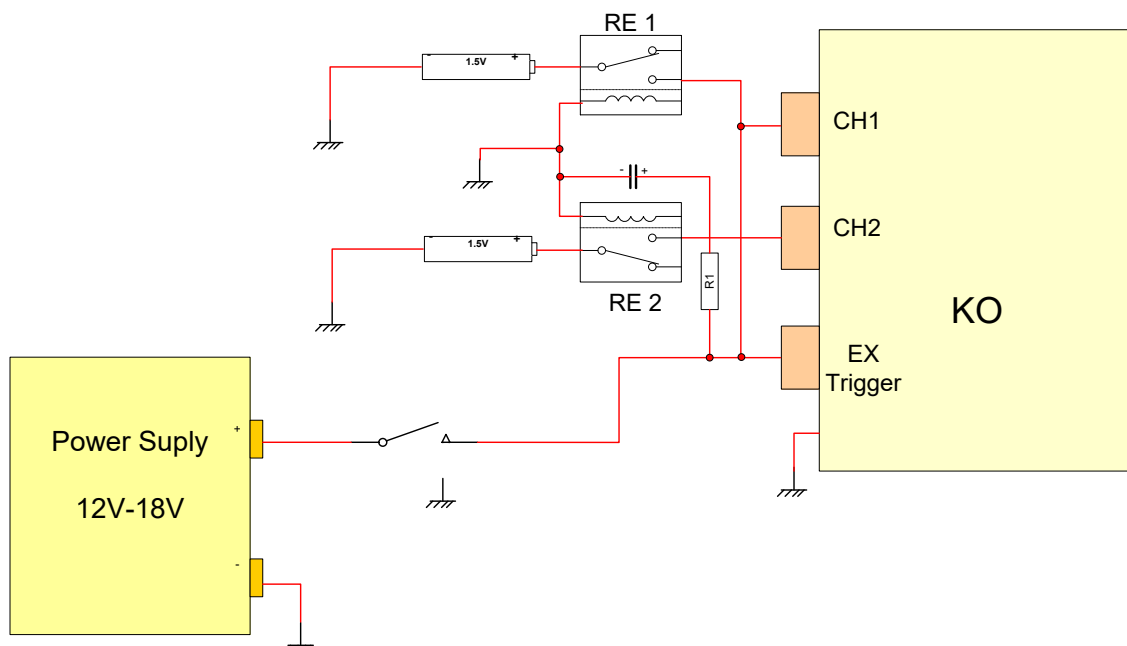 RE 1
- 1.5V +
CH1
- +
CH2
- 1.5V +
R1
RE 2
KO
EX
Trigger
Power Suply
+
12V-18V
-